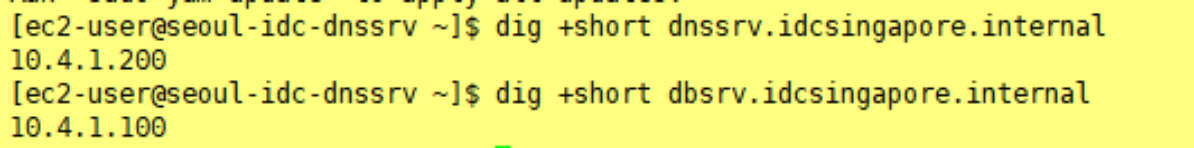 [ec2-user@seoul-idc-dnssrv ~]$ dig +short dnssrv.idcsingapore.internal
10.4.1.200
[ec2-user@seoul-idc-dnssrv ~]$ dig +short dbsrv.idcsingapore.internal
10.4.1.100